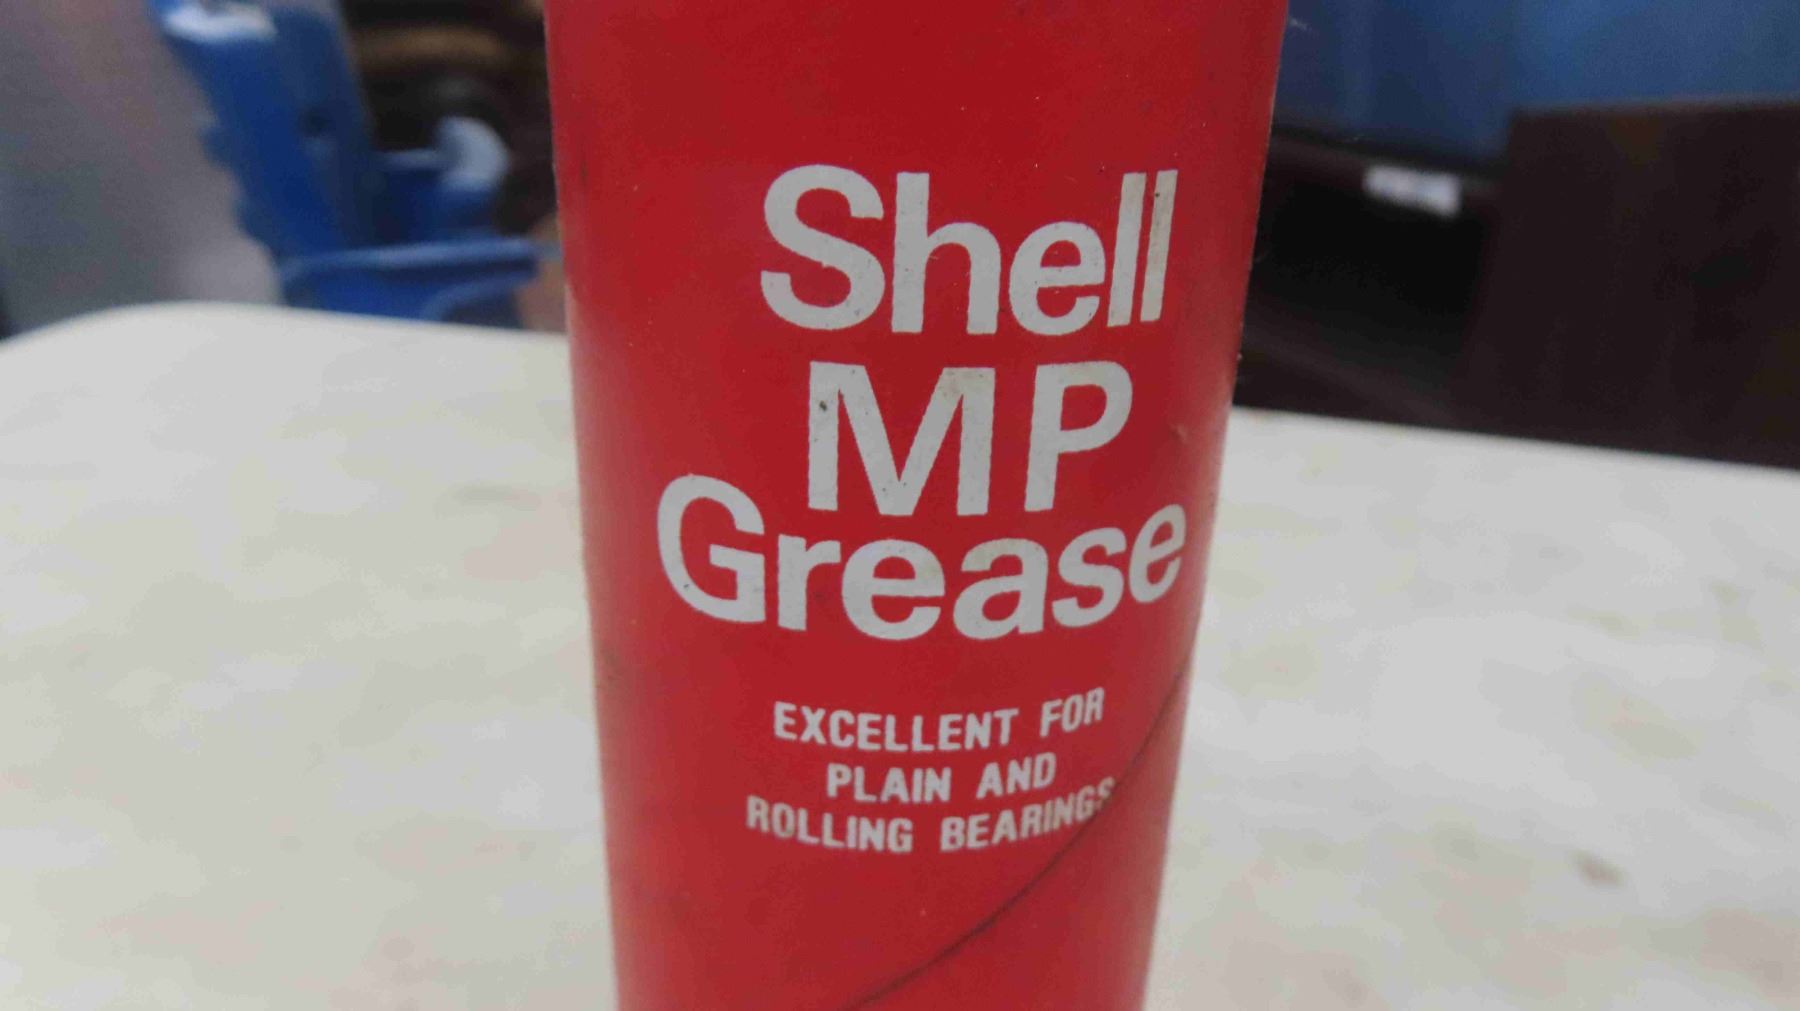 Shell
MP
Grease
EXCELLENT FOR
PLAIN AND
ROLLING BEARINGS